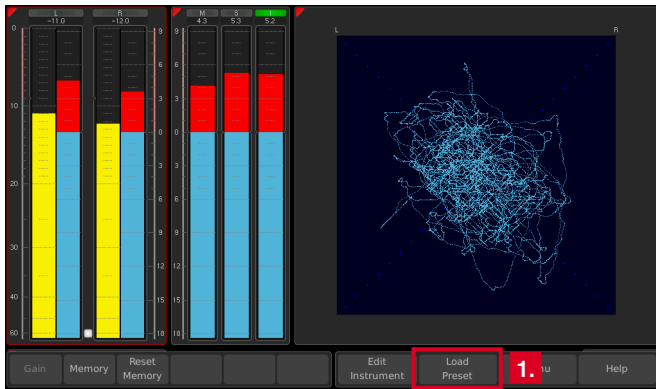 L R
-11.0 -12.0
0 9
6
10 3
0
20 3
6
30 9
12
40 15
60 18
M S I
4.3 5.3 5.2
9
6
3
0
3
6
9
12
15
18
L R
Gain
Memory
Reset
Memory
Edit
Instrument
Load
Preset
1.
nu
Help